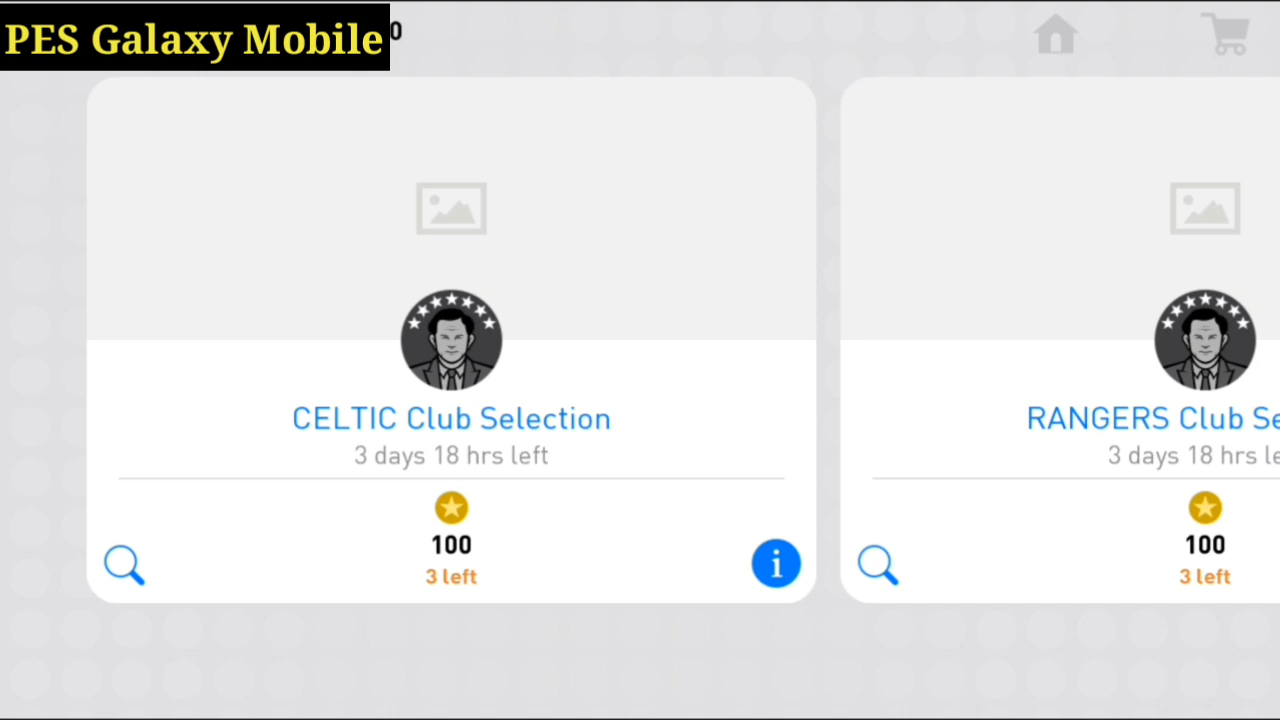 PES Galaxy Mobile
0
CELTIC Club Selection
3 days 18 hrs left
100
3 left
i
RANGERS Club Se
3 days 18 hrs le
100
3 left